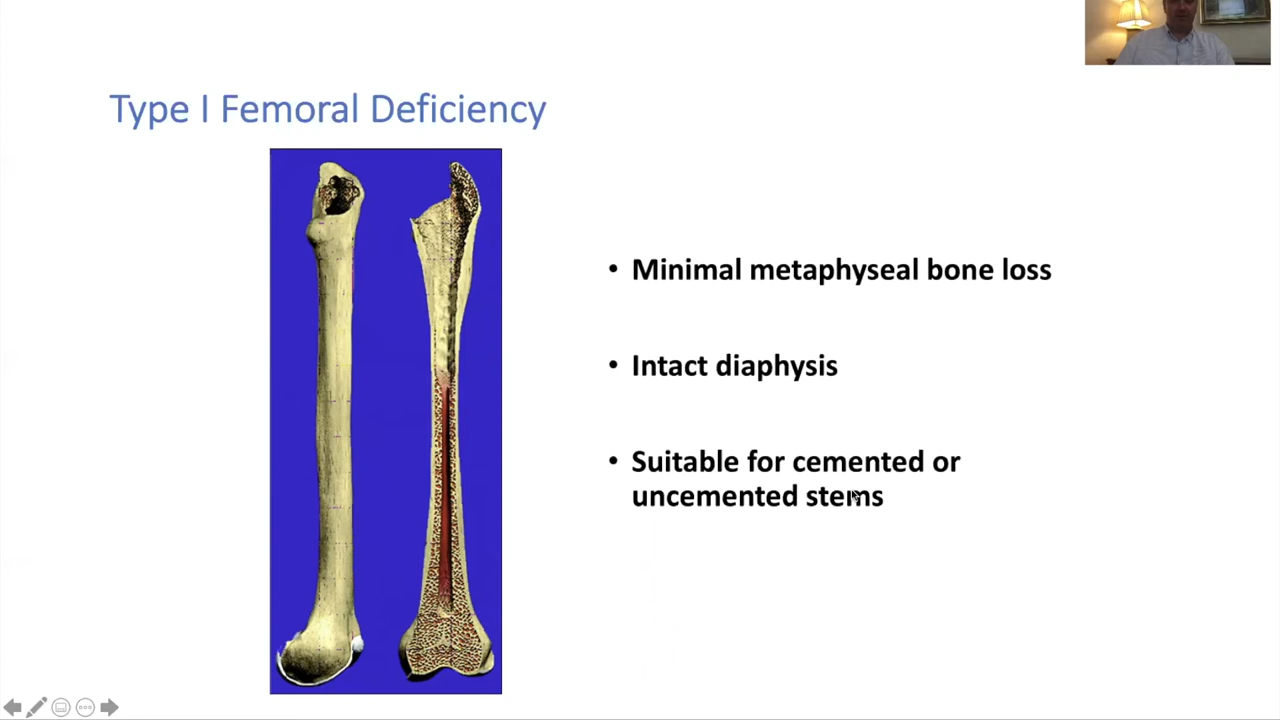 Type I Femoral Deficiency
• Minimal metaphyseal bone loss
• Intact diaphysis
• Suitable for cemented or
uncemented stems